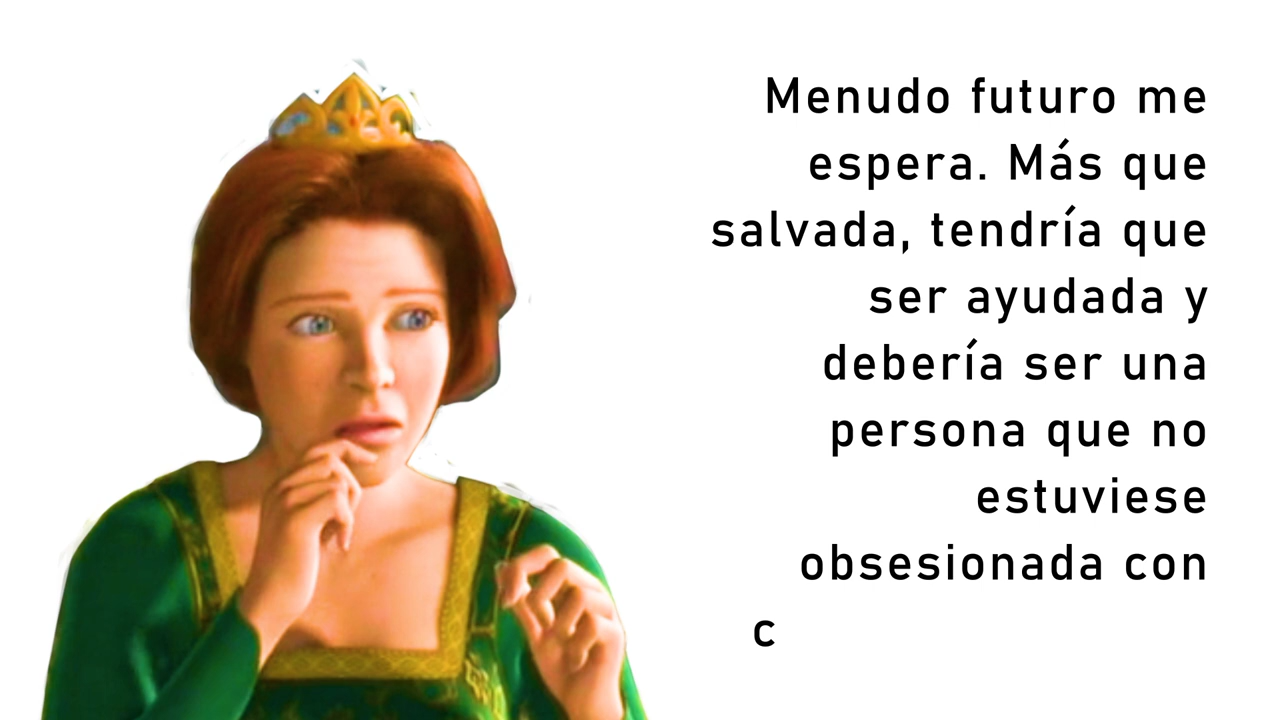 Menudo futuro me
espera. Más que
salvada, tendría que
ser ayudada y
debería ser una
persona que no
estuviese
obsesionada con
c